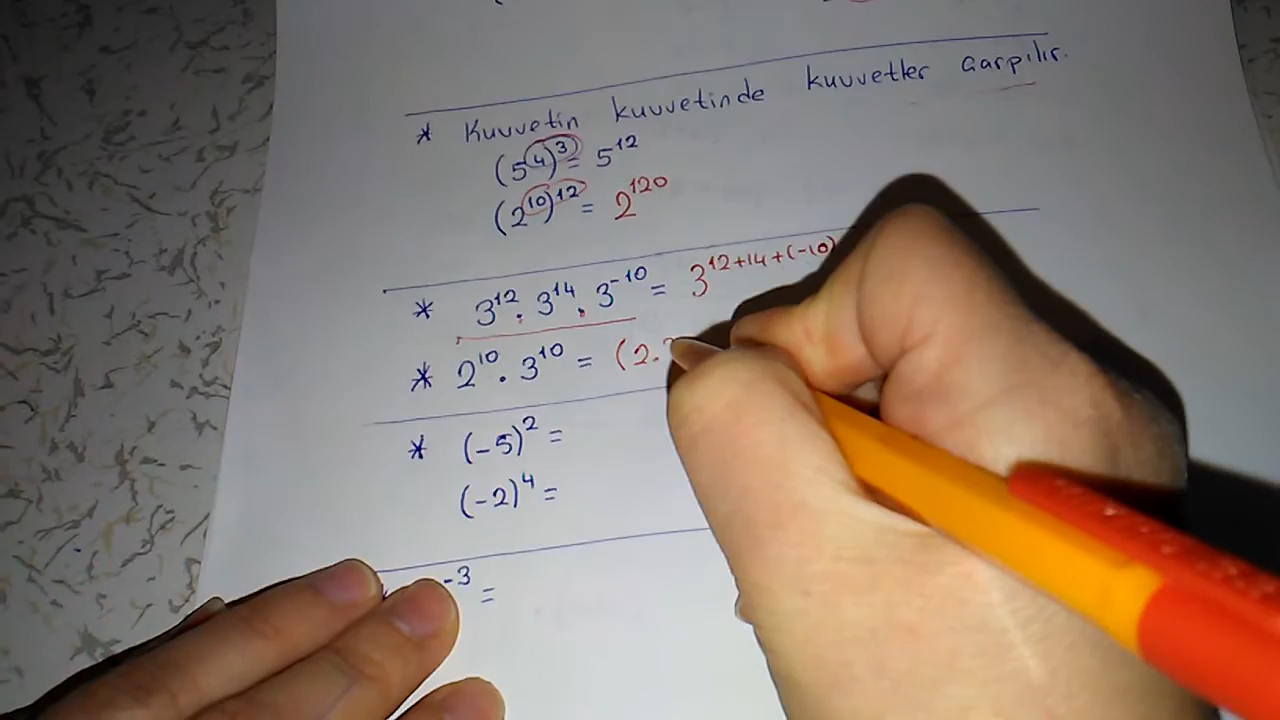 * Kuvvetin kuvvetinde kuvvetler çarpılır.
(5⁴)³ = 5¹²
(2¹⁰)¹² = 2¹²⁰
* 3¹² . 3¹⁴ . 3⁻¹⁰ = 3¹²⁺¹⁴⁺⁽⁻¹⁰⁾
* 2¹⁰ . 3¹⁰ = (2.
* (-5)² =
(-2)⁴ =
⁻³ =